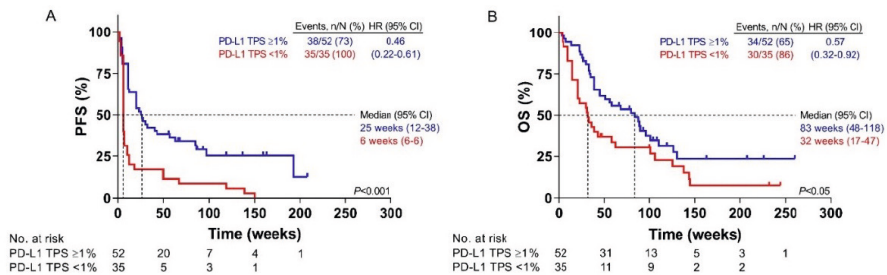 A
Events, n/N (%) HR (95% CI)
PD-L1 TPS ≥1% 38/52 (73) 0.46
PD-L1 TPS <1% 35/35 (100) (0.22-0.61)
100
75
50
25
0
PFS (%)
Median (95% CI)
25 weeks (12-38)
6 weeks (6-6)
P<0.001
0 50 100 150 200 250 300
Time (weeks)
No. at risk
PD-L1 TPS ≥1% 52 20 7 4 1
PD-L1 TPS <1% 35 5 3 1
B
Events, n/N (%) HR (95% CI)
PD-L1 TPS ≥1% 34/52 (65) 0.57
PD-L1 TPS <1% 30/35 (86) (0.32-0.92)
100
75
50
25
0
OS (%)
Median (95% CI)
83 weeks (48-118)
32 weeks (17-47)
P<0.05
0 50 100 150 200 250 300
Time (weeks)
No. at risk
PD-L1 TPS ≥1% 52 31 13 5 3 1
PD-L1 TPS <1% 35 11 9 2 2